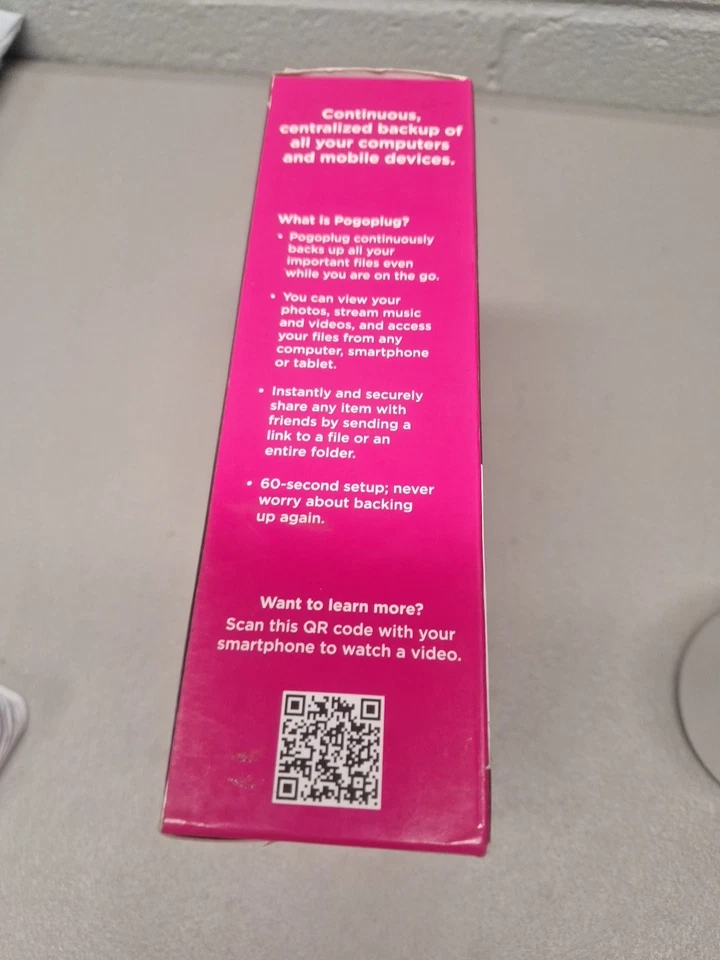 Continuous,
centralized backup of
all your computers
and mobile devices.
What is Pogoplug?
• Pogoplug continuously
backs up all your
important files even
while you are on the go.
• You can view your
photos, stream music
and videos, and access
your files from any
computer, smartphone
or tablet.
• Instantly and securely
share any item with
friends by sending a
link to a file or an
entire folder.
• 60-second setup; never
worry about backing
up again.
Want to learn more?
Scan this QR code with your
smartphone to watch a video.